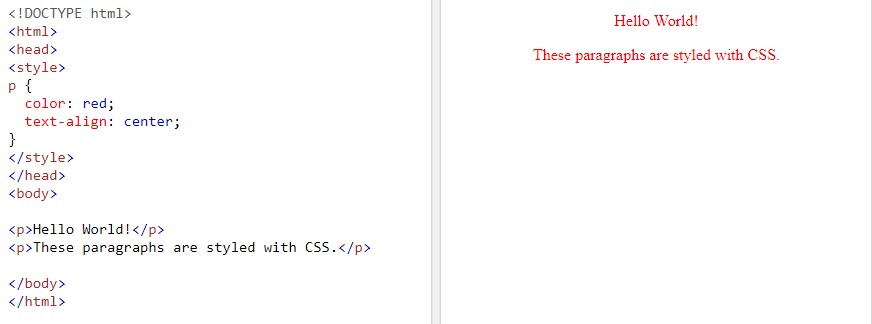 <!DOCTYPE html>
<html>
<head>
<style>
p {
  color: red;
  text-align: center;
}
</style>
</head>
<body>

<p>Hello World!</p>
<p>These paragraphs are styled with CSS.</p>

</body>
</html>
Hello World!
These paragraphs are styled with CSS.